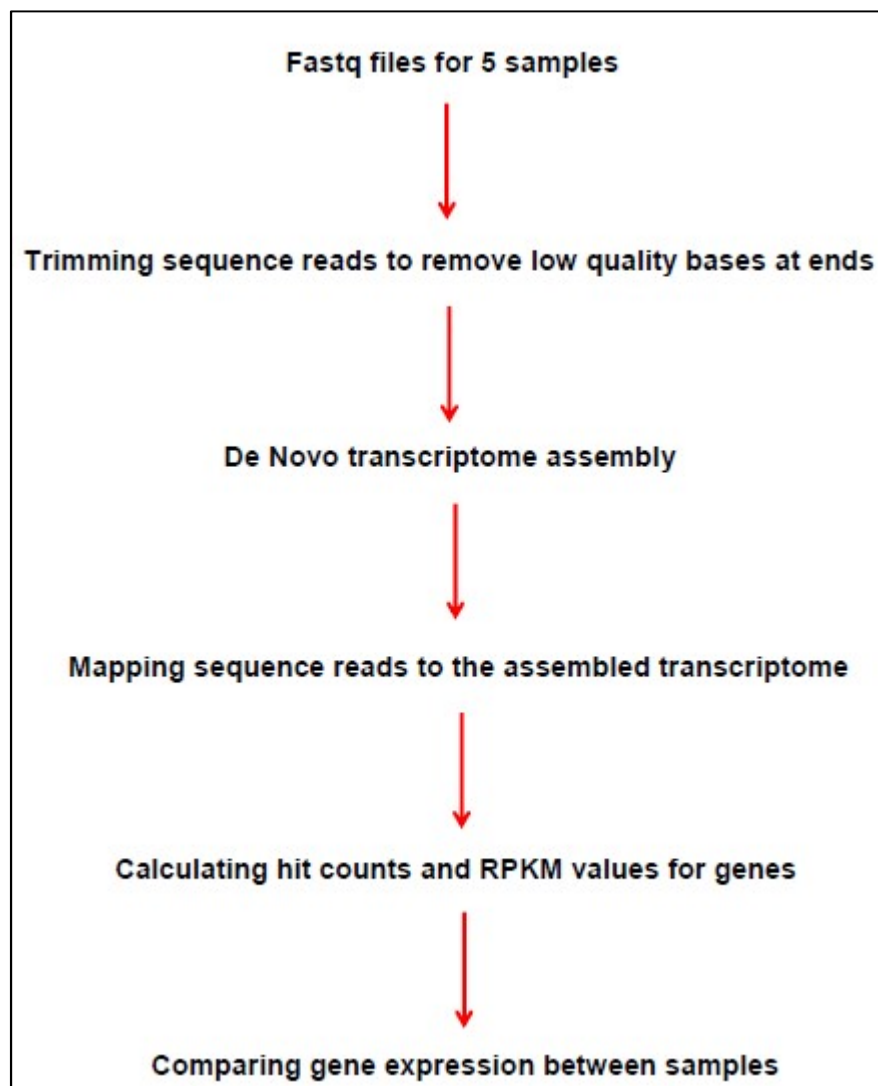 Fastq files for 5 samples
Trimming sequence reads to remove low quality bases at ends
De Novo transcriptome assembly
Mapping sequence reads to the assembled transcriptome
Calculating hit counts and RPKM values for genes
Comparing gene expression between samples